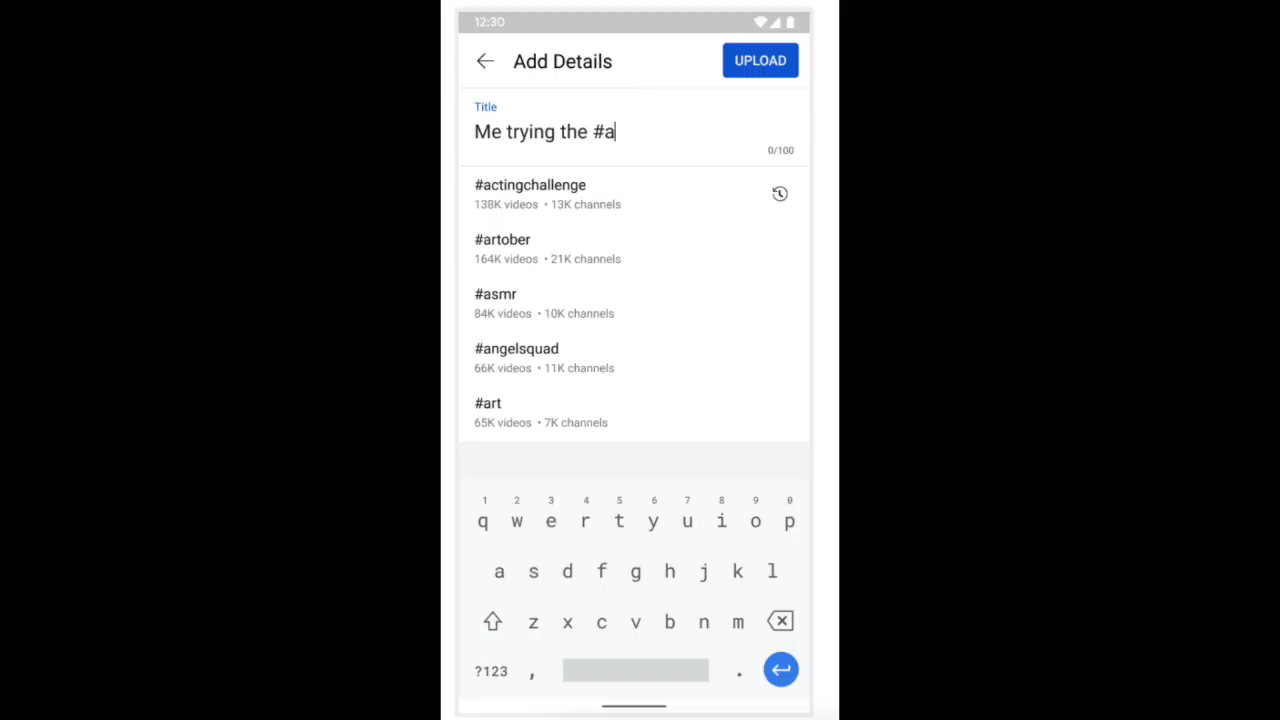 12:30
Add Details
UPLOAD
Title
Me trying the #a
0/100
#actingchallenge
138K videos • 13K channels
#artober
164K videos • 21K channels
#asmr
84K videos • 10K channels
#angelsquad
66K videos • 11K channels
#art
65K videos • 7K channels
1 2 3 4 5 6 7 8 9 0
q w e r t y u i o p
a s d f g h j k l
z x c v b n m
?123 , .